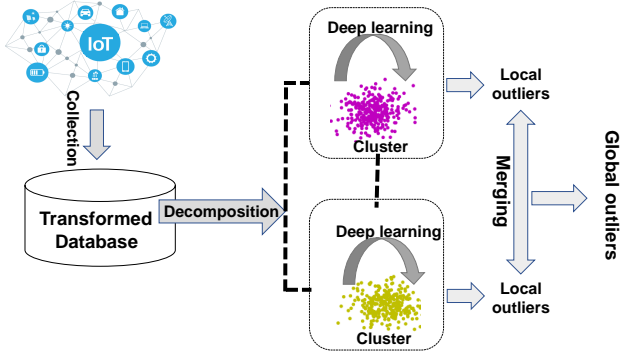 IoT
Collection
Transformed
Database
Decomposition
Deep learning
Cluster
Deep learning
Cluster
Local
outliers
Merging
Local
outliers
Global outliers